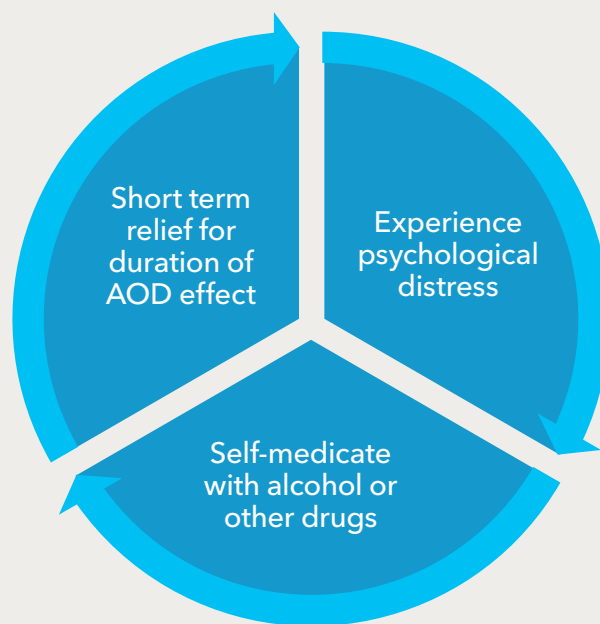 Short term
relief for
duration of
AOD effect
Experience
psychological
distress
Self-medicate
with alcohol or
other drugs